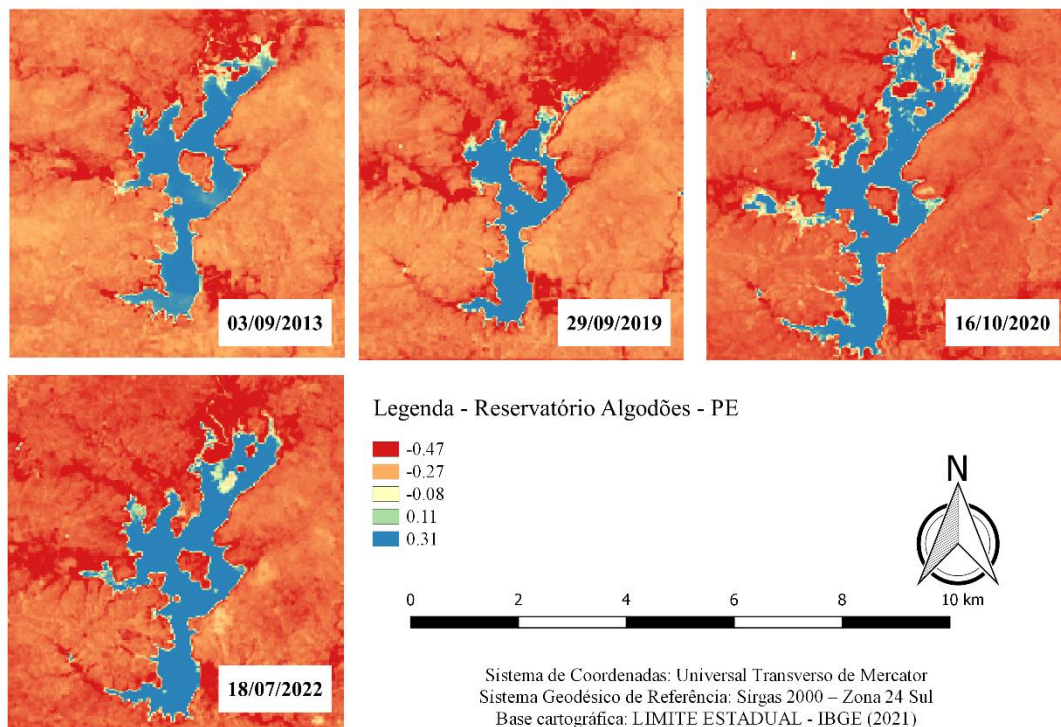 03/09/2013
29/09/2019
16/10/2020
18/07/2022
Legenda - Reservatório Algodões - PE
-0.47
-0.27
-0.08
0.11
0.31
N
0 2 4 6 8 10 km
Sistema de Coordenadas: Universal Transverso de Mercator
Sistema Geodésico de Referência: Sirgas 2000 – Zona 24 Sul
Base cartográfica: LIMITE ESTADUAL - IBGE (2021)